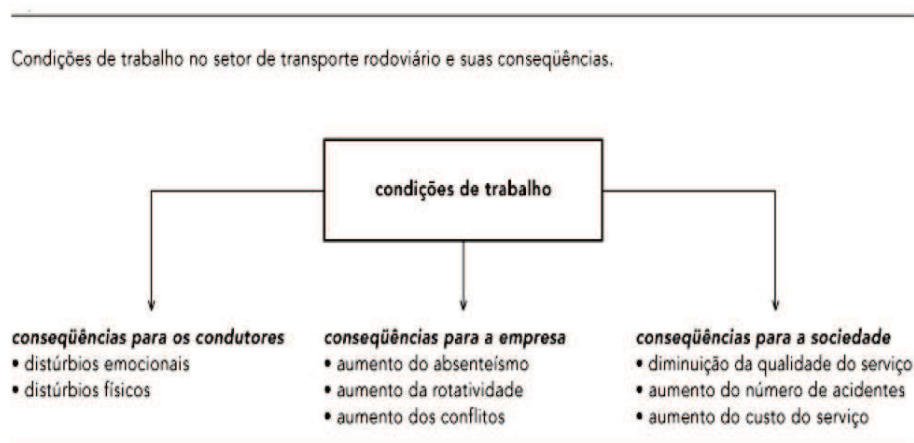 Condições de trabalho no setor de transporte rodoviário e suas conseqüências.
condições de trabalho
conseqüências para os condutores
• distúrbios emocionais
• distúrbios físicos
conseqüências para a empresa
• aumento do absenteísmo
• aumento da rotatividade
• aumento dos conflitos
conseqüências para a sociedade
• diminuição da qualidade do serviço
• aumento do número de acidentes
• aumento do custo do serviço